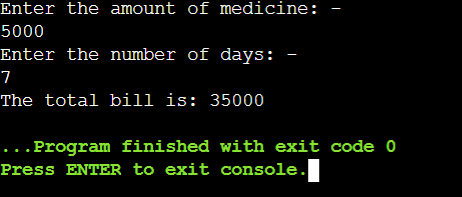 Enter the amount of medicine: -
5000
Enter the number of days: -
7
The total bill is: 35000
...Program finished with exit code 0
Press ENTER to exit console.